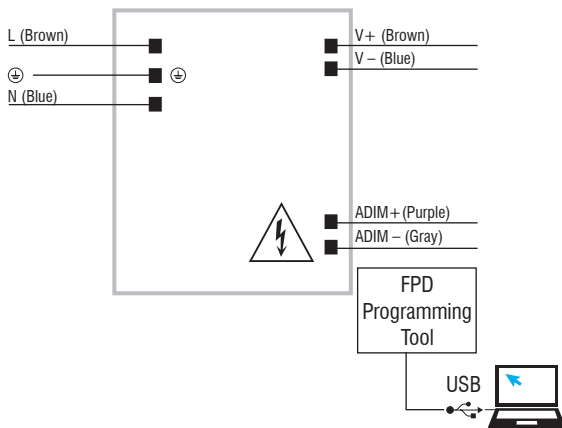 L (Brown)
N (Blue)
V+ (Brown)
V – (Blue)
ADIM+(Purple)
ADIM – (Gray)
FPD
Programming
Tool
USB